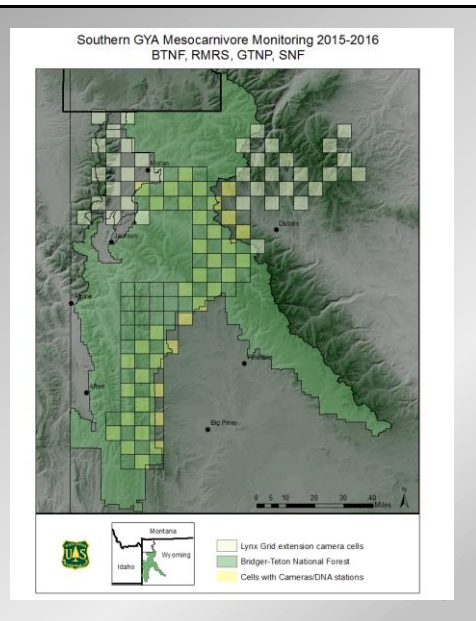 Southern GYA Mesocarnivore Monitoring 2015-2016
BTNF, RMRS, GTNP, SNF
Moran
Dubois
Jackson
Alpine
Pinedale
Afton
Big Piney
N
0 5 10 20 30 40
Miles
Montana
Idaho
Wyoming
UAS
Lynx Grid extension camera cells
Bridger-Teton National Forest
Cells with Cameras/DNA stations